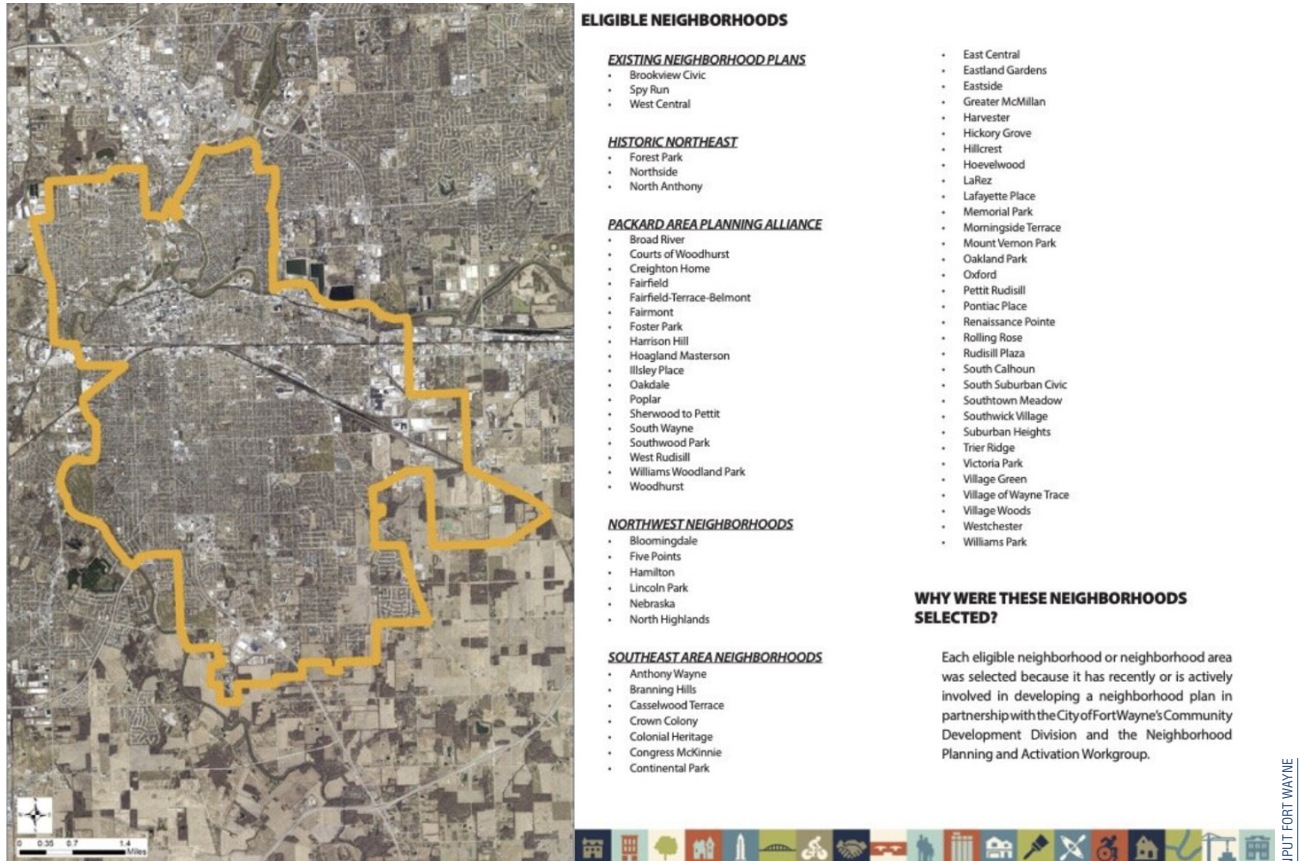 ELIGIBLE NEIGHBORHOODS
EXISTING NEIGHBORHOOD PLANS
• Brookview Civic
• Spy Run
• West Central
HISTORIC NORTHEAST
• Forest Park
• Northside
• North Anthony
PACKARD AREA PLANNING ALLIANCE
• Broad River
• Courts of Woodhurst
• Creighton Home
• Fairfield
• Fairfield-Terrace-Belmont
• Fairmont
• Foster Park
• Harrison Hill
• Hoagland Masterson
• Illsley Place
• Oakdale
• Poplar
• Sherwood to Pettit
• South Wayne
• Southwood Park
• West Rudisill
• Williams Woodland Park
• Woodhurst
NORTHWEST NEIGHBORHOODS
• Bloomingdale
• Five Points
• Hamilton
• Lincoln Park
• Nebraska
• North Highlands
SOUTHEAST AREA NEIGHBORHOODS
• Anthony Wayne
• Branning Hills
• Casselwood Terrace
• Crown Colony
• Colonial Heritage
• Congress McKinnie
• Continental Park
• East Central
• Eastland Gardens
• Eastside
• Greater McMillan
• Harvester
• Hickory Grove
• Hillcrest
• Hoevelwood
• LaRez
• Lafayette Place
• Memorial Park
• Morningside Terrace
• Mount Vernon Park
• Oakland Park
• Oxford
• Pettit Rudisill
• Pontiac Place
• Renaissance Pointe
• Rolling Rose
• Rudisill Plaza
• South Calhoun
• South Suburban Civic
• Southtown Meadow
• Southwick Village
• Suburban Heights
• Trier Ridge
• Victoria Park
• Village Green
• Village of Wayne Trace
• Village Woods
• Westchester
• Williams Park
WHY WERE THESE NEIGHBORHOODS
SELECTED?
Each eligible neighborhood or neighborhood area
was selected because it has recently or is actively
involved in developing a neighborhood plan in
partnership with the City of Fort Wayne's Community
Development Division and the Neighborhood
Planning and Activation Workgroup.
0 0.35 0.7 1.4
Miles
PUT FORT WAYNE